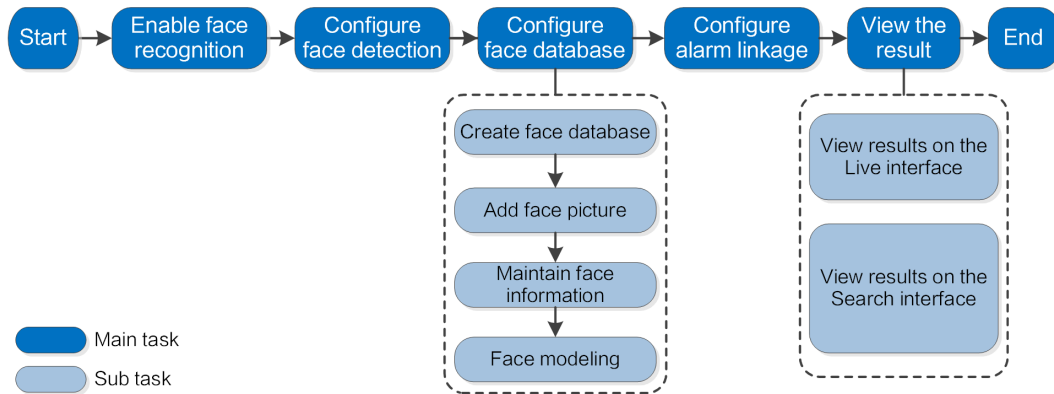 Start
Enable face
recognition
Configure
face detection
Configure
face database
Configure
alarm linkage
View the
result
End
Create face database
Add face picture
Maintain face
information
Face modeling
View results on the
Live interface
View results on the
Search interface
Main task
Sub task